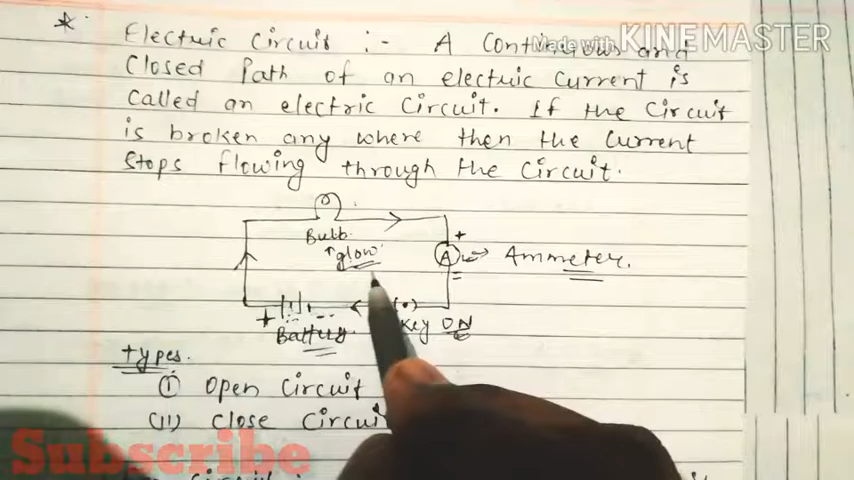 * Electric Circuit :- A Continuous and
Made with KINEMASTER
Closed Path of an electric Current is
Called an electric Circuit. If the Circuit
is broken any where then the Current
Stops flowing through the Circuit.
Bulb.
↑glow
+
A → Ammeter.
+ Battery - Key ON
types.
(i) Open Circuit
(ii) Close Circuit
Subscribe